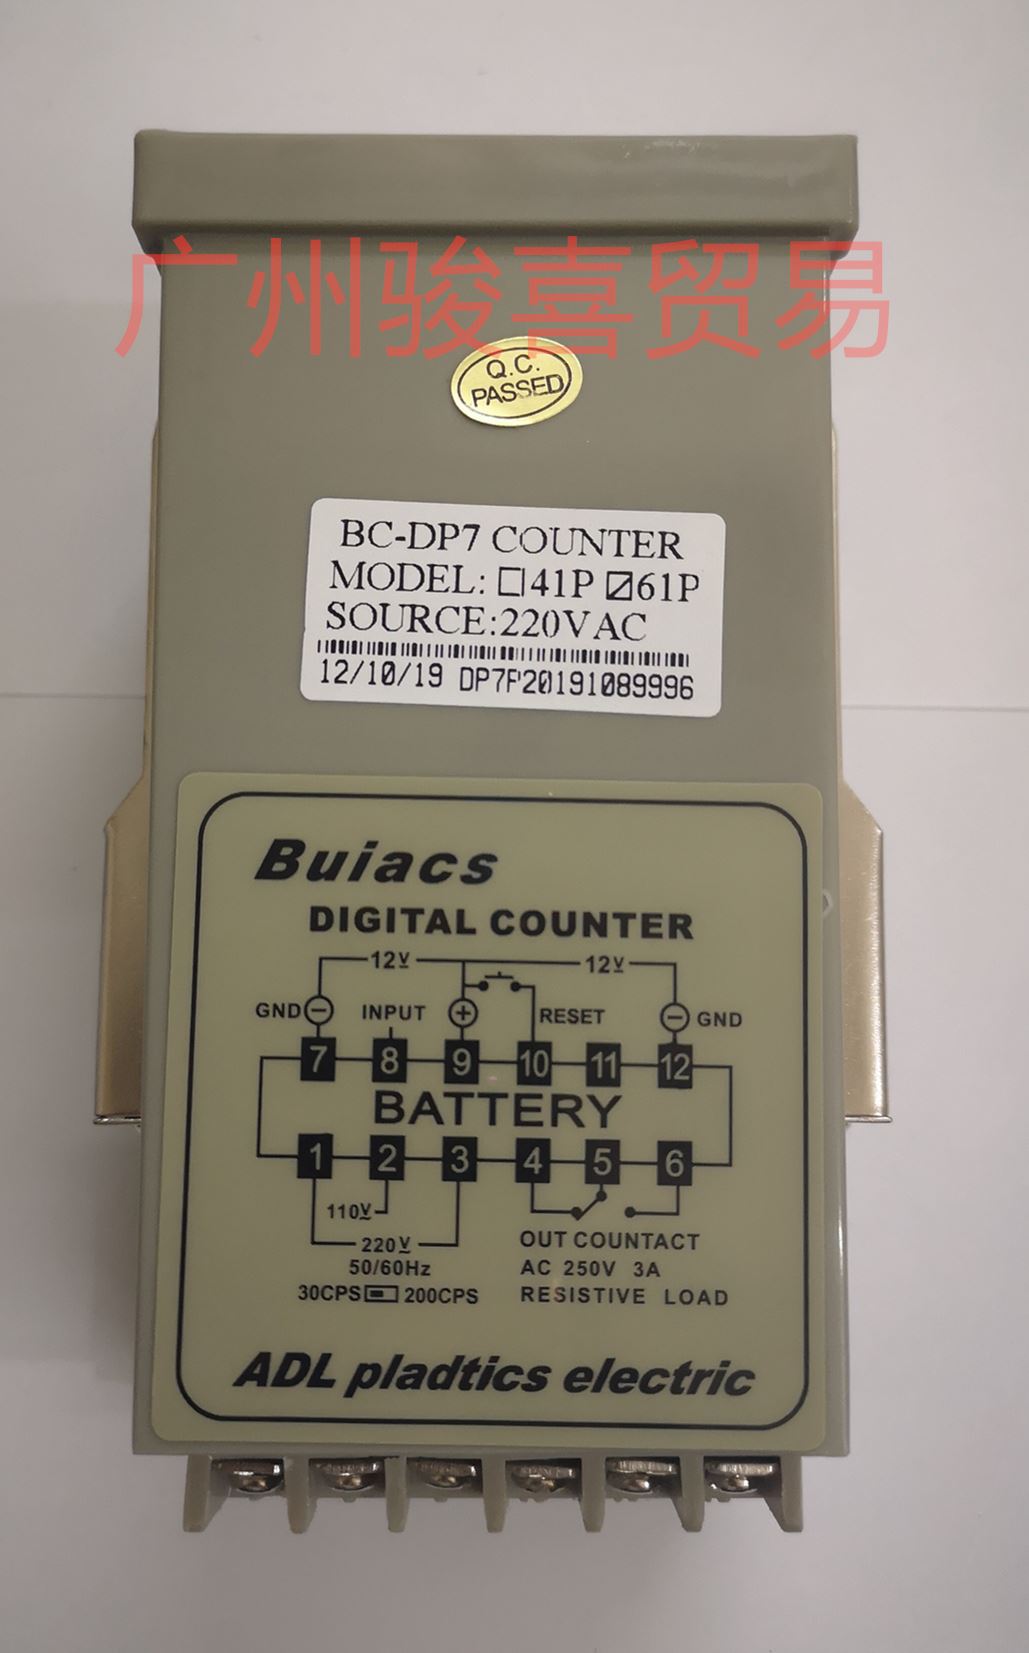 广州骏喜贸易
Q.C.
PASSED
BC-DP7 COUNTER
MODEL: □41P ☑61P
SOURCE:220VAC
12/10/19 DP7P20191089996
Buiacs
DIGITAL COUNTER
12V 12V
GND − INPUT + RESET − GND
7 8 9 10 11 12
BATTERY
1 2 3 4 5 6
110V
220V
50/60Hz
30CPS 200CPS
OUT COUNTACT
AC 250V 3A
RESISTIVE LOAD
ADL pladtics electric